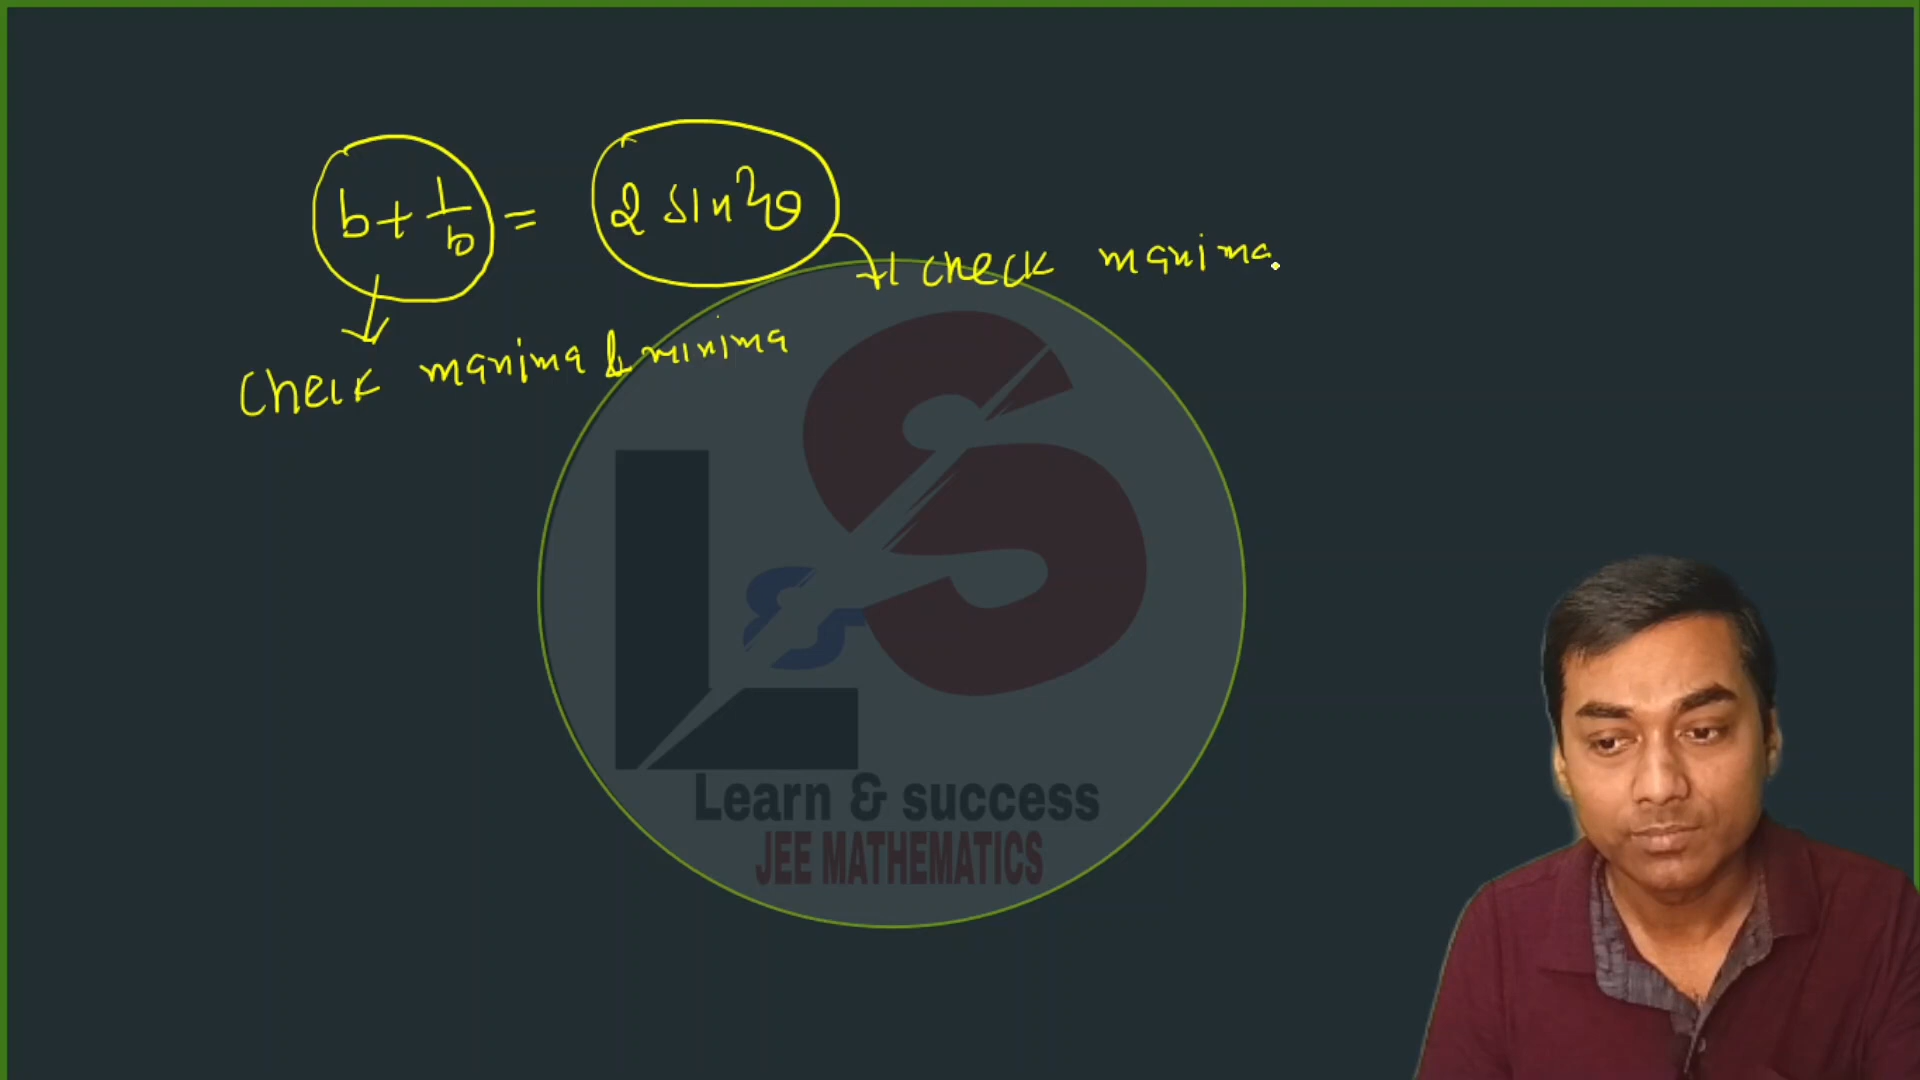 b + 1/b = 2 sin²θ
check maxima
check maxima & minima
Learn & success
JEE MATHEMATICS